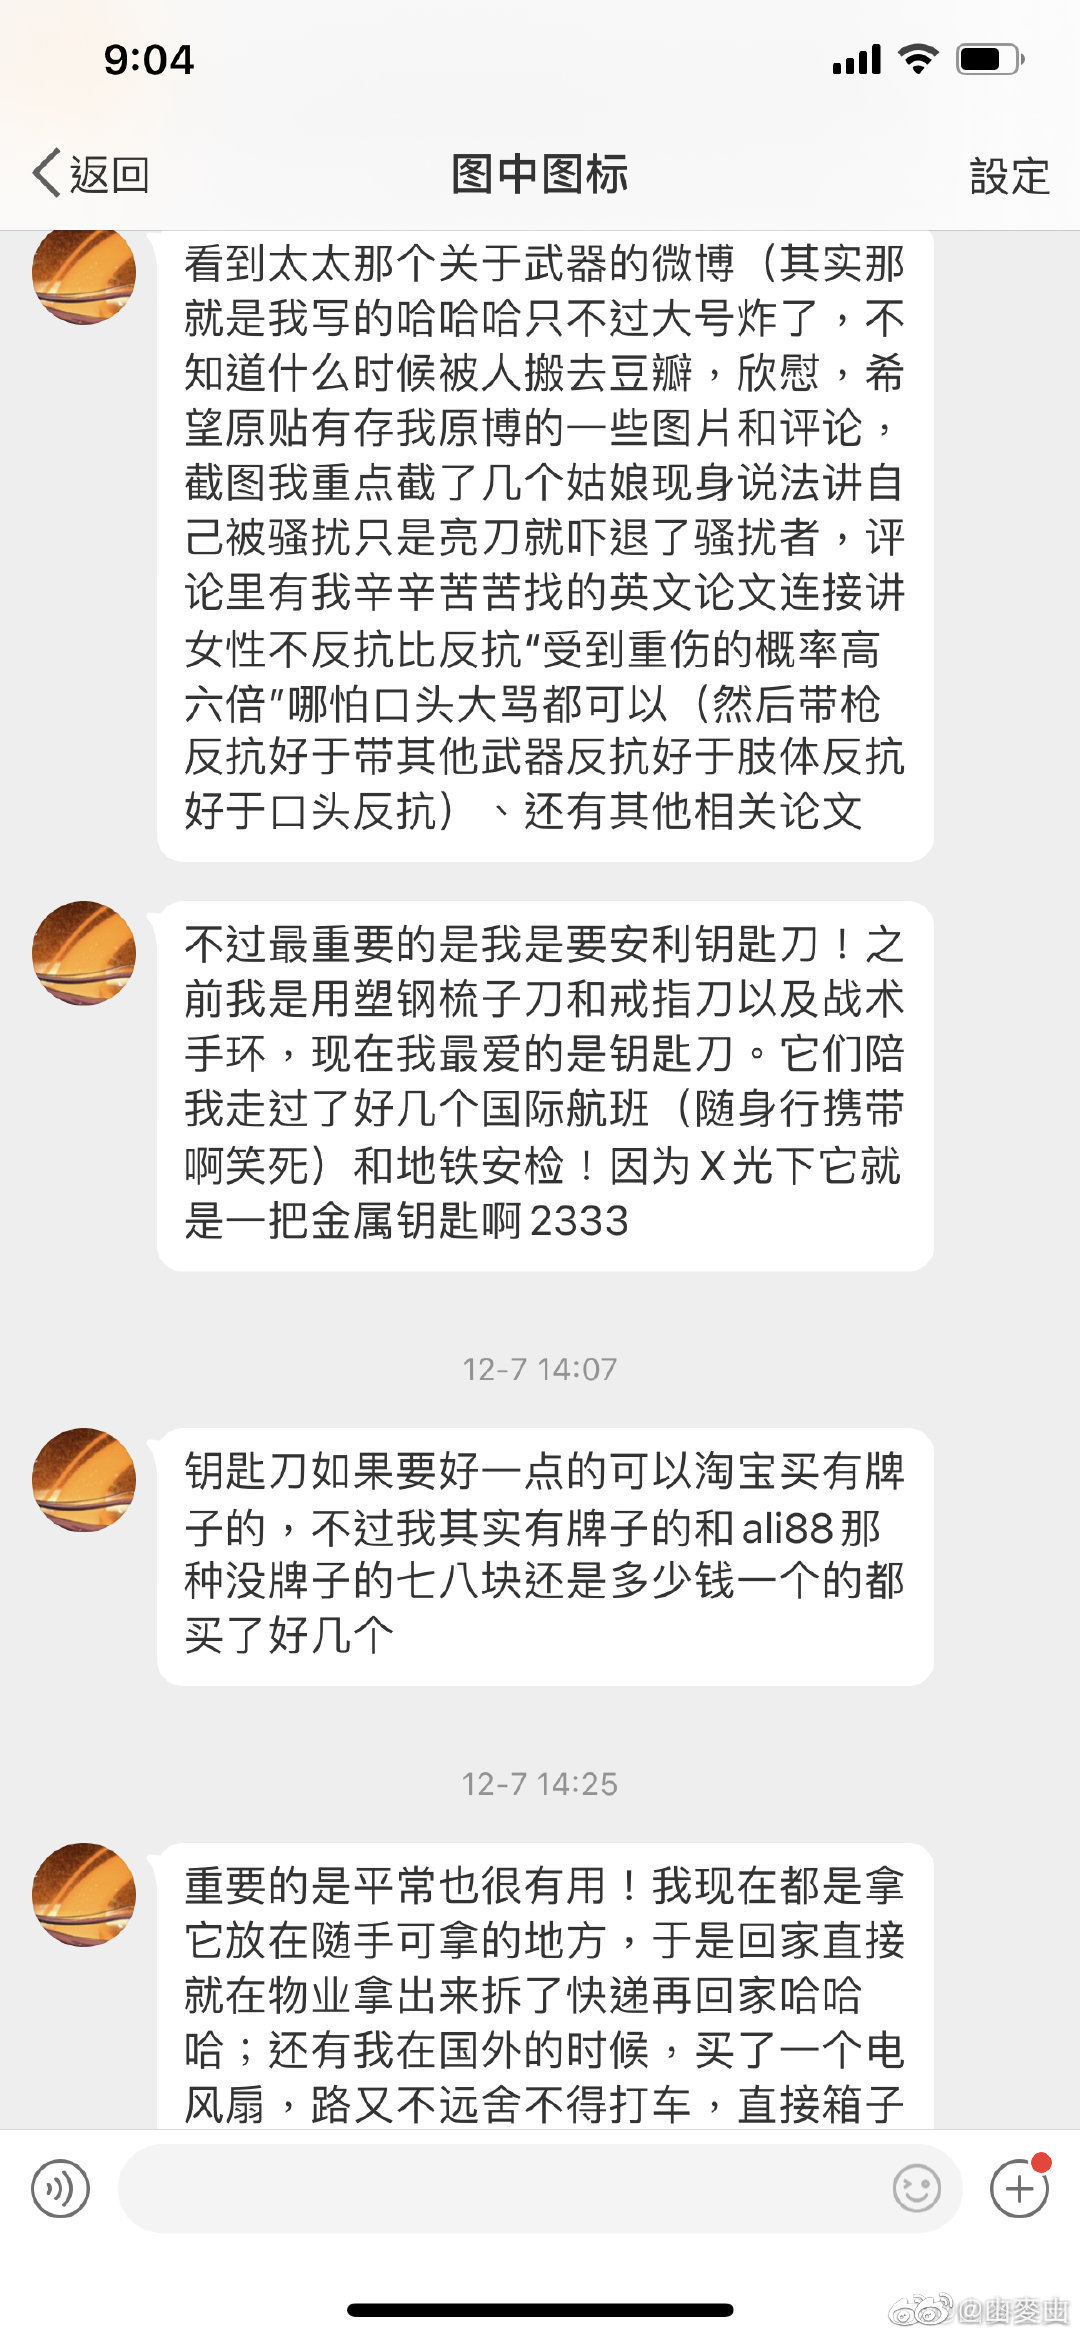 9:04
返回
图中图标
設定
看到太太那个关于武器的微博（其实那
就是我写的哈哈哈只不过大号炸了，不
知道什么时候被人搬去豆瓣，欣慰，希
望原贴有存我原博的一些图片和评论，
截图我重点截了几个姑娘现身说法讲自
己被骚扰只是亮刀就吓退了骚扰者，评
论里有我辛辛苦苦找的英文论文连接讲
女性不反抗比反抗“受到重伤的概率高
六倍”哪怕口头大骂都可以（然后带枪
反抗好于带其他武器反抗好于肢体反抗
好于口头反抗）、还有其他相关论文
不过最重要的是我是要安利钥匙刀！之
前我是用塑钢梳子刀和戒指刀以及战术
手环，现在我最爱的是钥匙刀。它们陪
我走过了好几个国际航班（随身行携带
啊笑死）和地铁安检！因为X光下它就
是一把金属钥匙啊2333
12-7 14:07
钥匙刀如果要好一点的可以淘宝买有牌
子的，不过我其实有牌子的和ali88那
种没牌子的七八块还是多少钱一个的都
买了好几个
12-7 14:25
重要的是平常也很有用！我现在都是拿
它放在随手可拿的地方，于是回家直接
就在物业拿出来拆了快递再回家哈哈
哈；还有我在国外的时候，买了一个电
风扇，路又不远舍不得打车，直接箱子